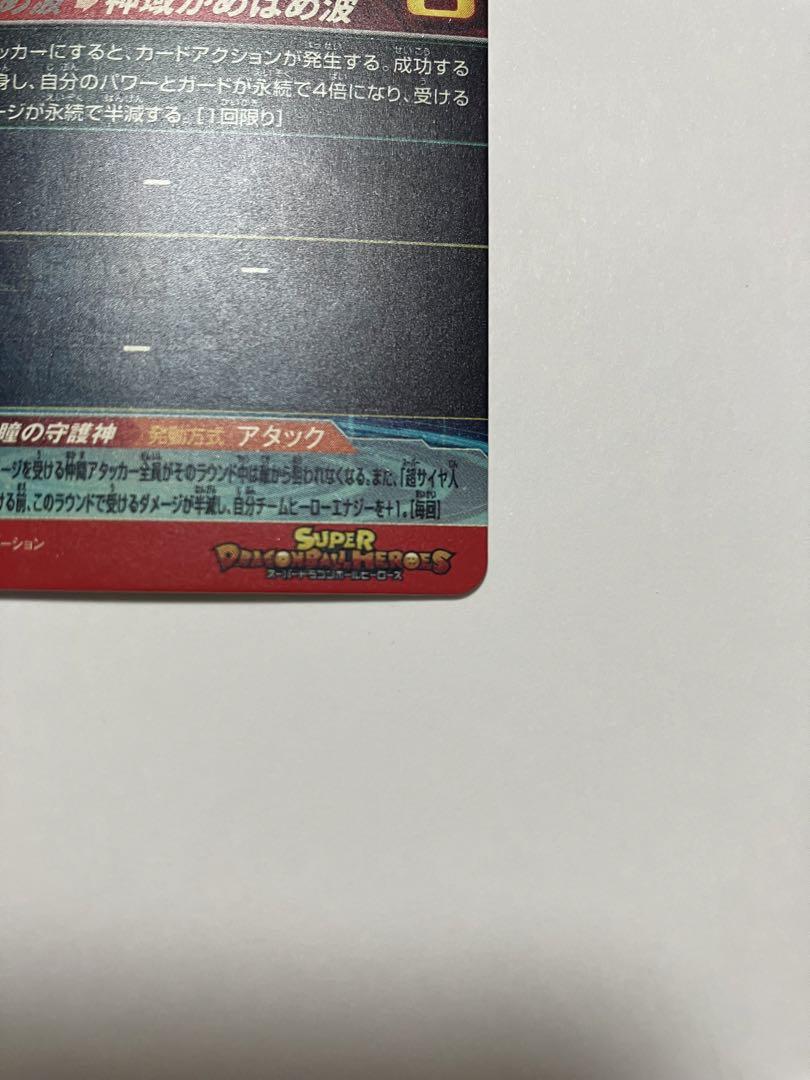 神域かめはめ波
ッカーにすると、カードアクションが発生する。成功する
身し、自分のパワーとガードが永続で4倍になり、受ける
ージが永続で半減する。[1回限り]
ー
ー
ー
瞳の守護神 発動方式 アタック
ージを受ける仲間アタッカー全員がそのラウンド中は敵から狙われなくなる。また、「超サイヤ人
ける前、このラウンドで受けるダメージが半減し、自分チームヒーローエナジーを+1。[毎回]
ーション
SUPER
DRAGONBALL HEROES
スーパードラゴンボールヒーローズ